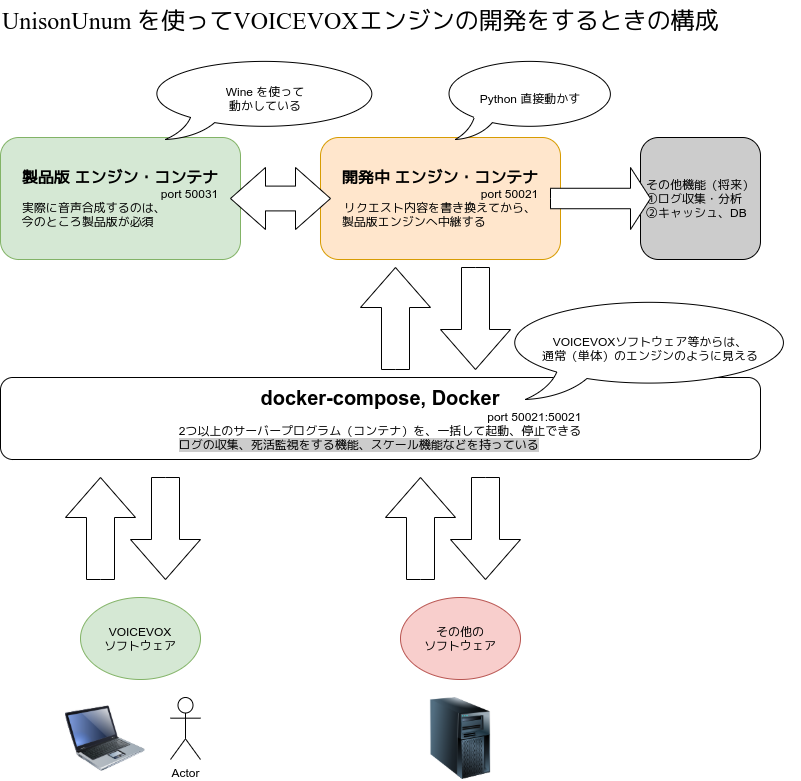 UnisonUnum を使ってVOICEVOXエンジンの開発をするときの構成
Wine を使って
動かしている
Python 直接動かす
製品版 エンジン・コンテナ
port 50031
実際に音声合成するのは、
今のところ製品版が必須
開発中 エンジン・コンテナ
port 50021
リクエスト内容を書き換えてから、
製品版エンジンへ中継する
その他機能（将来）
①ログ収集・分析
②キャッシュ、DB
VOICEVOXソフトウェア等からは、
通常（単体）のエンジンのように見える
docker-compose, Docker
port 50021:50021
2つ以上のサーバープログラム（コンテナ）を、一括して起動、停止できる
ログの収集、死活監視をする機能、スケール機能などを持っている
VOICEVOX
ソフトウェア
その他の
ソフトウェア
Actor